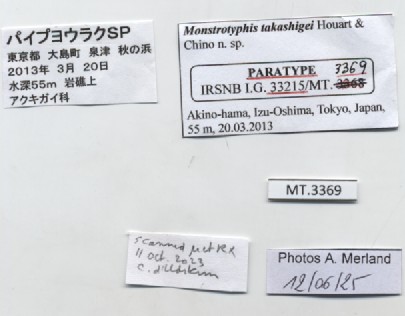 パイプヨウラクSP
東京都 大島町 泉津 秋の浜
2013年 3月 20日
水深55m 岩礁上
アクキガイ科
Monstrotyphis takashigei Houart &
Chino n. sp.
PARATYPE 3369
IRSNB I.G. 33215/MT. 3368
Akino-hama, Izu-Oshima, Tokyo, Japan,
55 m, 20.03.2013
MT.3369
scanned
11 Oct. 2023
Photos A. Merland
12/06/25